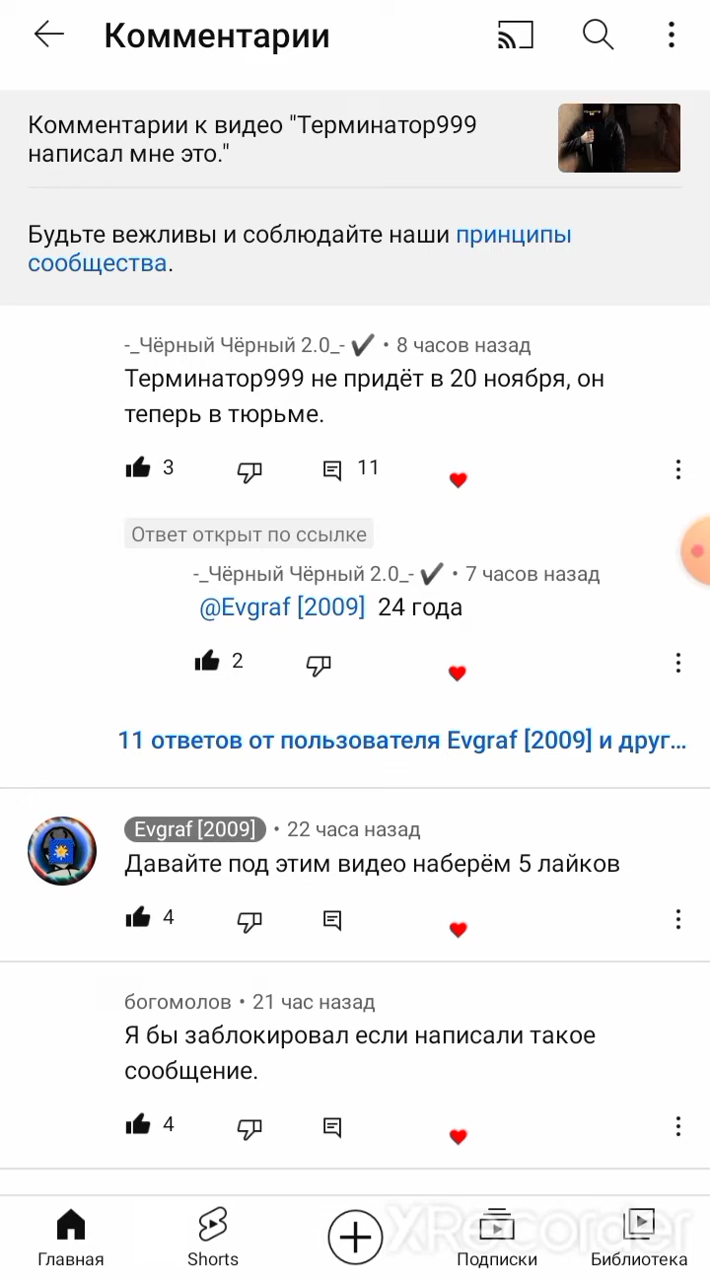 Комментарии
Комментарии к видео "Терминатор999
написал мне это."
Будьте вежливы и соблюдайте наши принципы
сообщества.
-_Чёрный Чёрный 2.0_- ✔ • 8 часов назад
Терминатор999 не придёт в 20 ноября, он
теперь в тюрьме.
3
11
Ответ открыт по ссылке
-_Чёрный Чёрный 2.0_- ✔ • 7 часов назад
@Evgraf [2009] 24 года
2
11 ответов от пользователя Evgraf [2009] и друг...
Evgraf [2009] • 22 часа назад
Давайте под этим видео наберём 5 лайков
4
богомолов • 21 час назад
Я бы заблокировал если написали такое
сообщение.
4
XRecorder
Главная
Shorts
Подписки
Библиотека